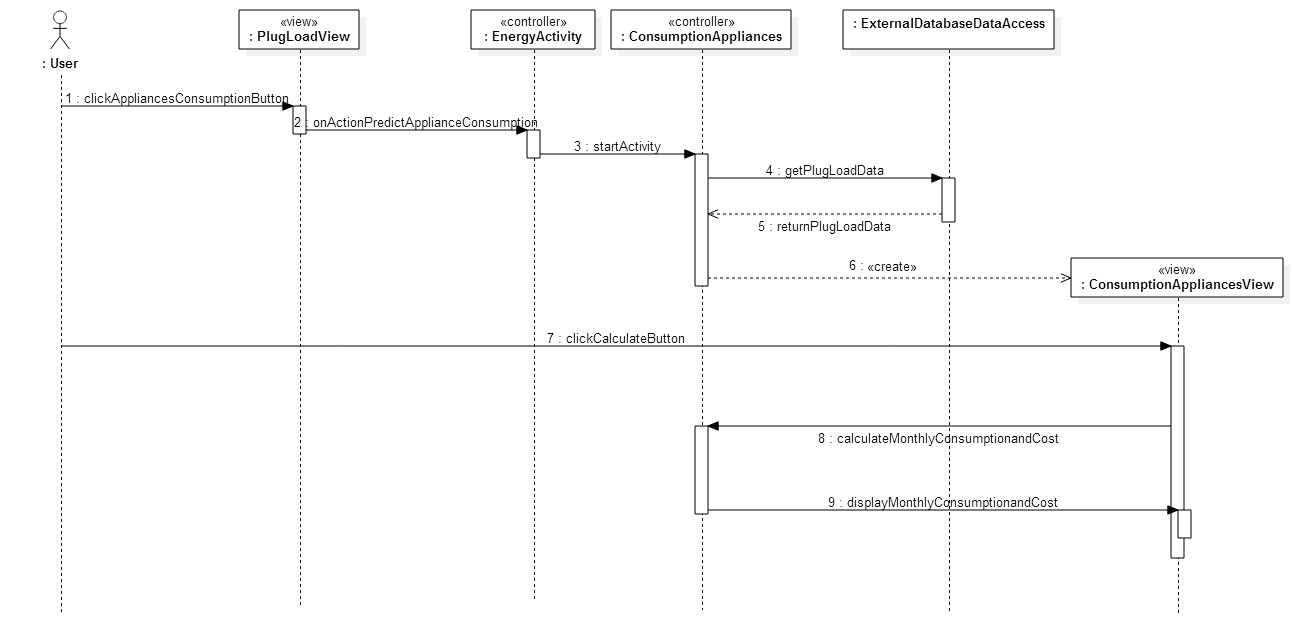 «view»
: PlugLoadView
«controller»
: EnergyActivity
«controller»
: ConsumptionAppliances
: ExternalDatabaseDataAccess
: User
1 : clickAppliancesConsumptionButton
2 : onActionPredictApplianceConsumption
3 : startActivity
4 : getPlugLoadData
5 : returnPlugLoadData
6 : «create»
«view»
: ConsumptionAppliancesView
7 : clickCalculateButton
8 : calculateMonthlyConsumptionandCost
9 : displayMonthlyConsumptionandCost